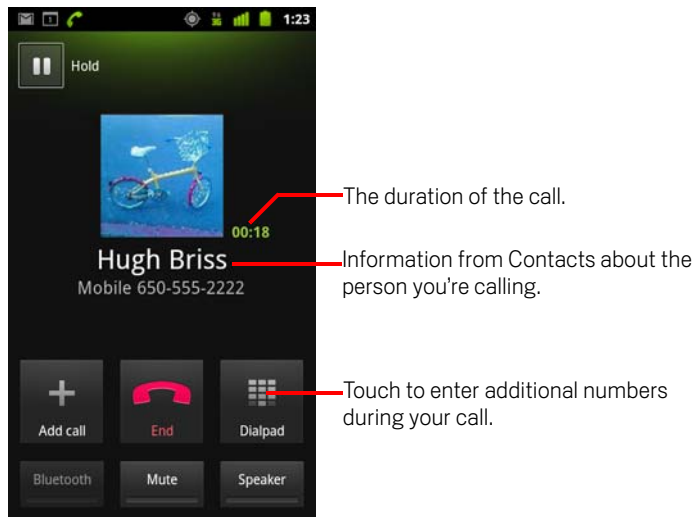 1:23
Hold
00:18
The duration of the call.
Hugh Briss
Mobile 650-555-2222
Information from Contacts about the
person you're calling.
Add call
End
Dialpad
Touch to enter additional numbers
during your call.
Bluetooth
Mute
Speaker